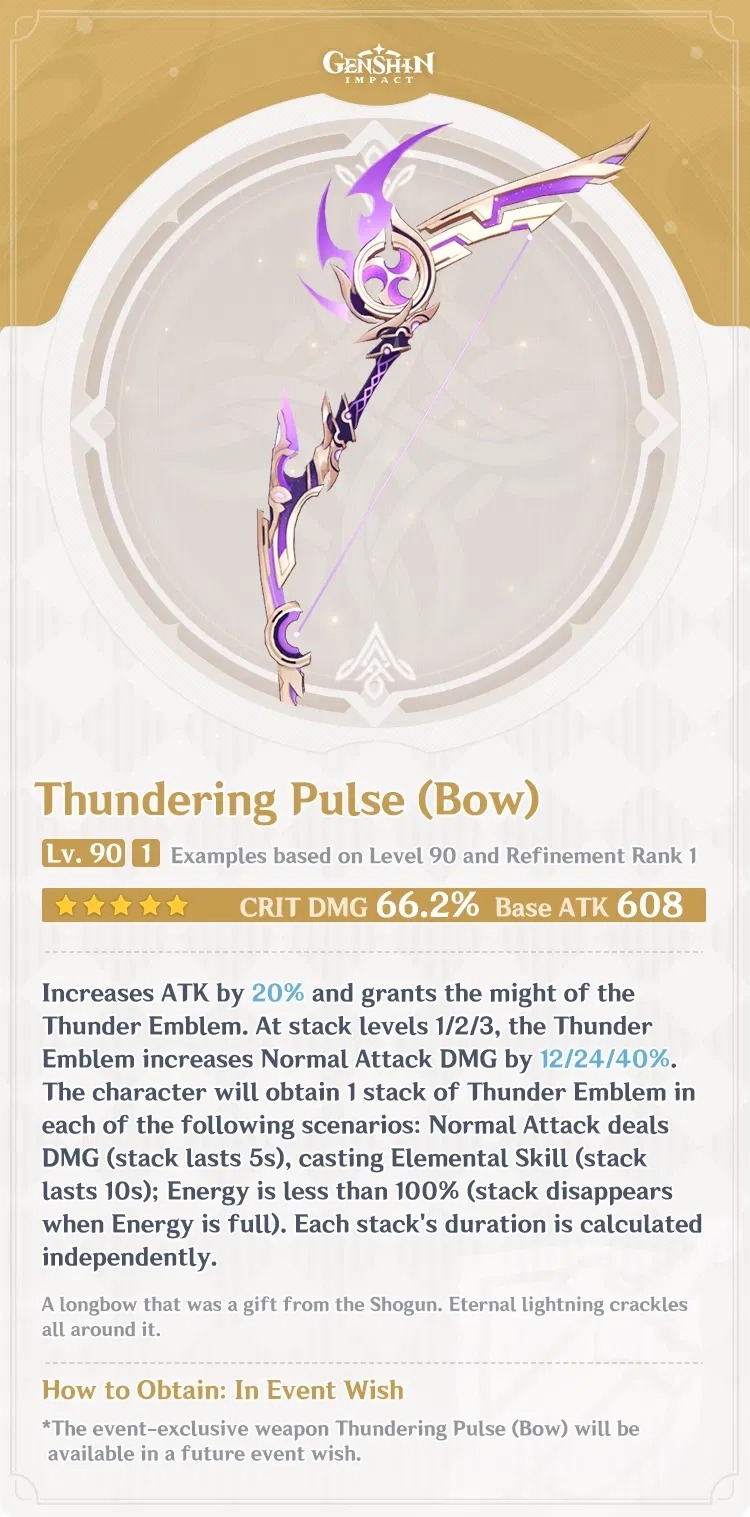 GENSHIN
IMPACT
Thundering Pulse (Bow)
Lv. 90 1 Examples based on Level 90 and Refinement Rank 1
CRIT DMG 66.2% Base ATK 608
Increases ATK by 20% and grants the might of the
Thunder Emblem. At stack levels 1/2/3, the Thunder
Emblem increases Normal Attack DMG by 12/24/40%.
The character will obtain 1 stack of Thunder Emblem in
each of the following scenarios: Normal Attack deals
DMG (stack lasts 5s), casting Elemental Skill (stack
lasts 10s); Energy is less than 100% (stack disappears
when Energy is full). Each stack's duration is calculated
independently.
A longbow that was a gift from the Shogun. Eternal lightning crackles
all around it.
How to Obtain: In Event Wish
*The event-exclusive weapon Thundering Pulse (Bow) will be
available in a future event wish.